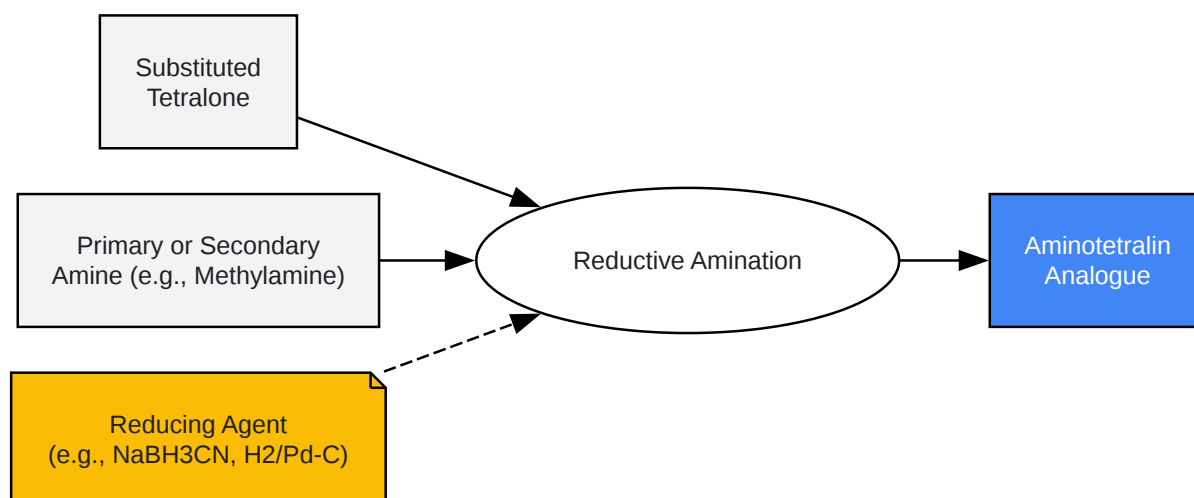 Substituted
Tetralone
Primary or Secondary
Amine (e.g., Methylamine)
Reducing Agent
(e.g., NaBH3CN, H2/Pd-C)
Reductive Amination
Aminotetralin
Analogue